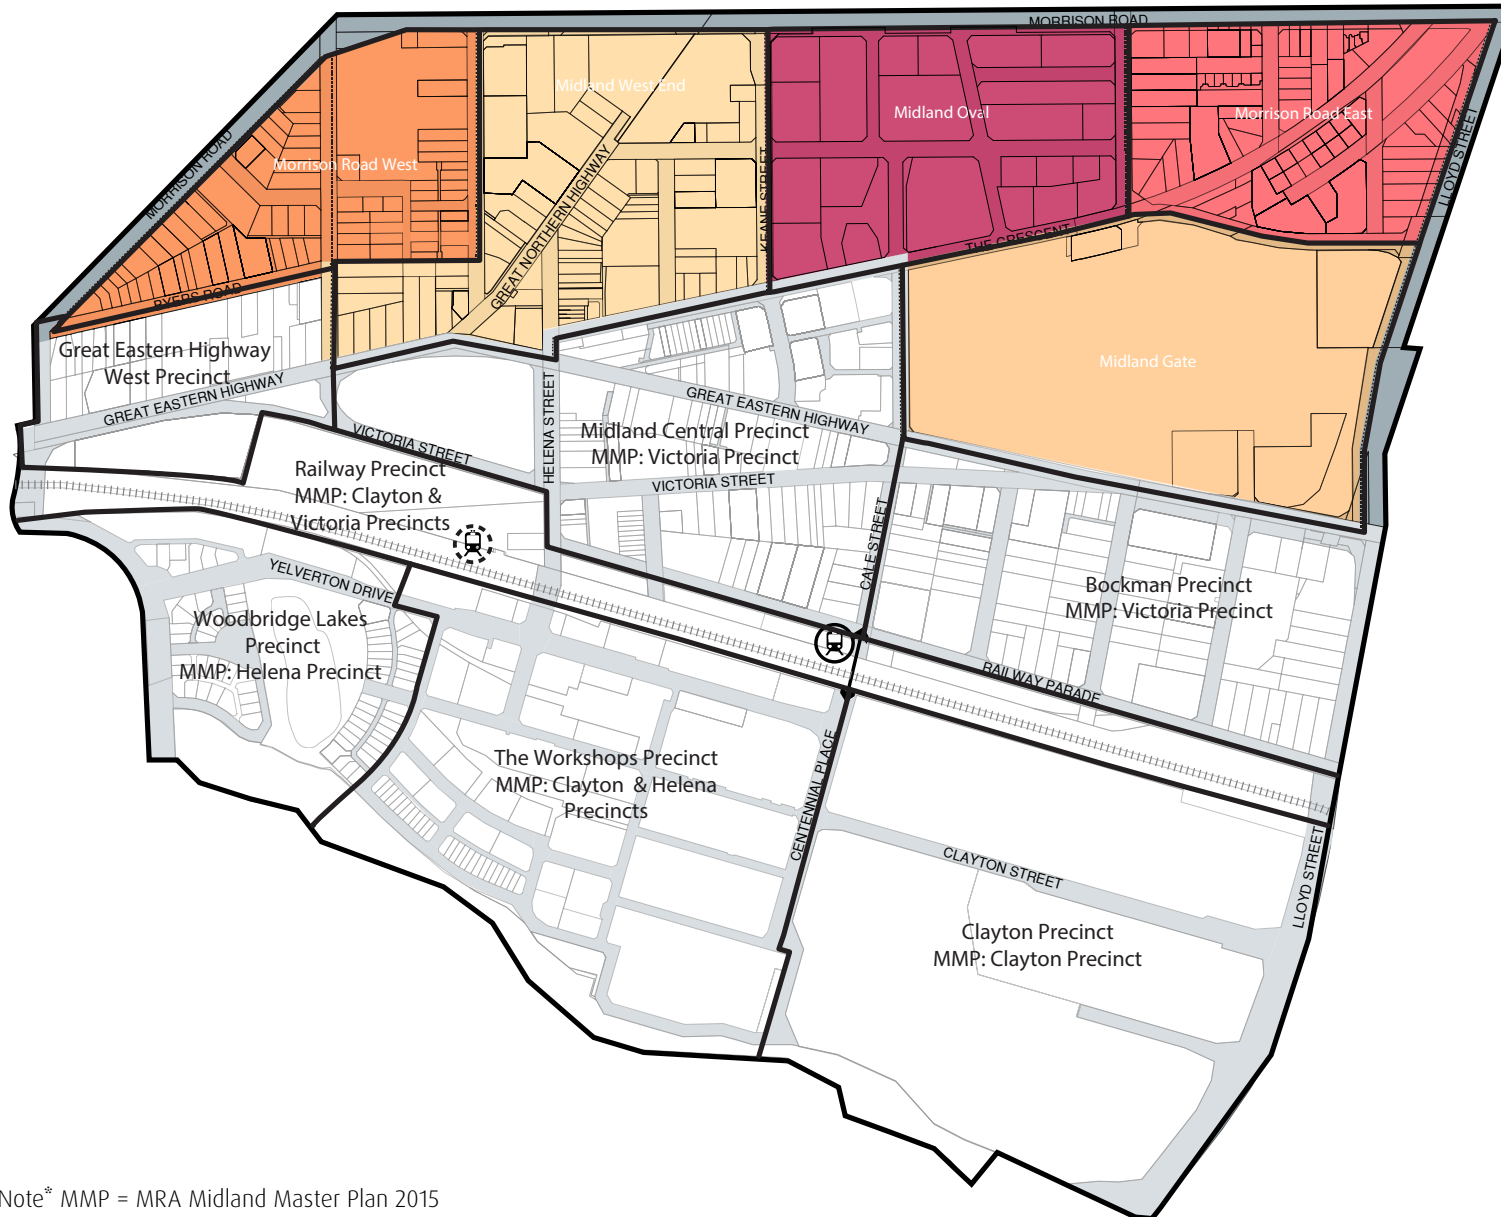 MORRISON ROAD
Midland West End
Midland Oval
Morrison Road East
MORRISON ROAD
Morrison Road West
KEANE STREET
LLOYD STREET
GREAT NORTHERN HIGHWAY
THE CRESCENT
BYERS ROAD
Great Eastern Highway
West Precinct
GREAT EASTERN HIGHWAY
Midland Gate
HELENA STREET
GREAT EASTERN HIGHWAY
VICTORIA STREET
Midland Central Precinct
MMP: Victoria Precinct
VICTORIA STREET
Railway Precinct
MMP: Clayton &
Victoria Precincts
CALE STREET
YELVERTON DRIVE
Bockman Precinct
MMP: Victoria Precinct
Woodbridge Lakes
Precinct
MMP: Helena Precinct
RAILWAY PARADE
The Workshops Precinct
MMP: Clayton & Helena
Precincts
CENTENNIAL PLACE
CLAYTON STREET
LLOYD STREET
Clayton Precinct
MMP: Clayton Precinct
Note* MMP = MRA Midland Master Plan 2015